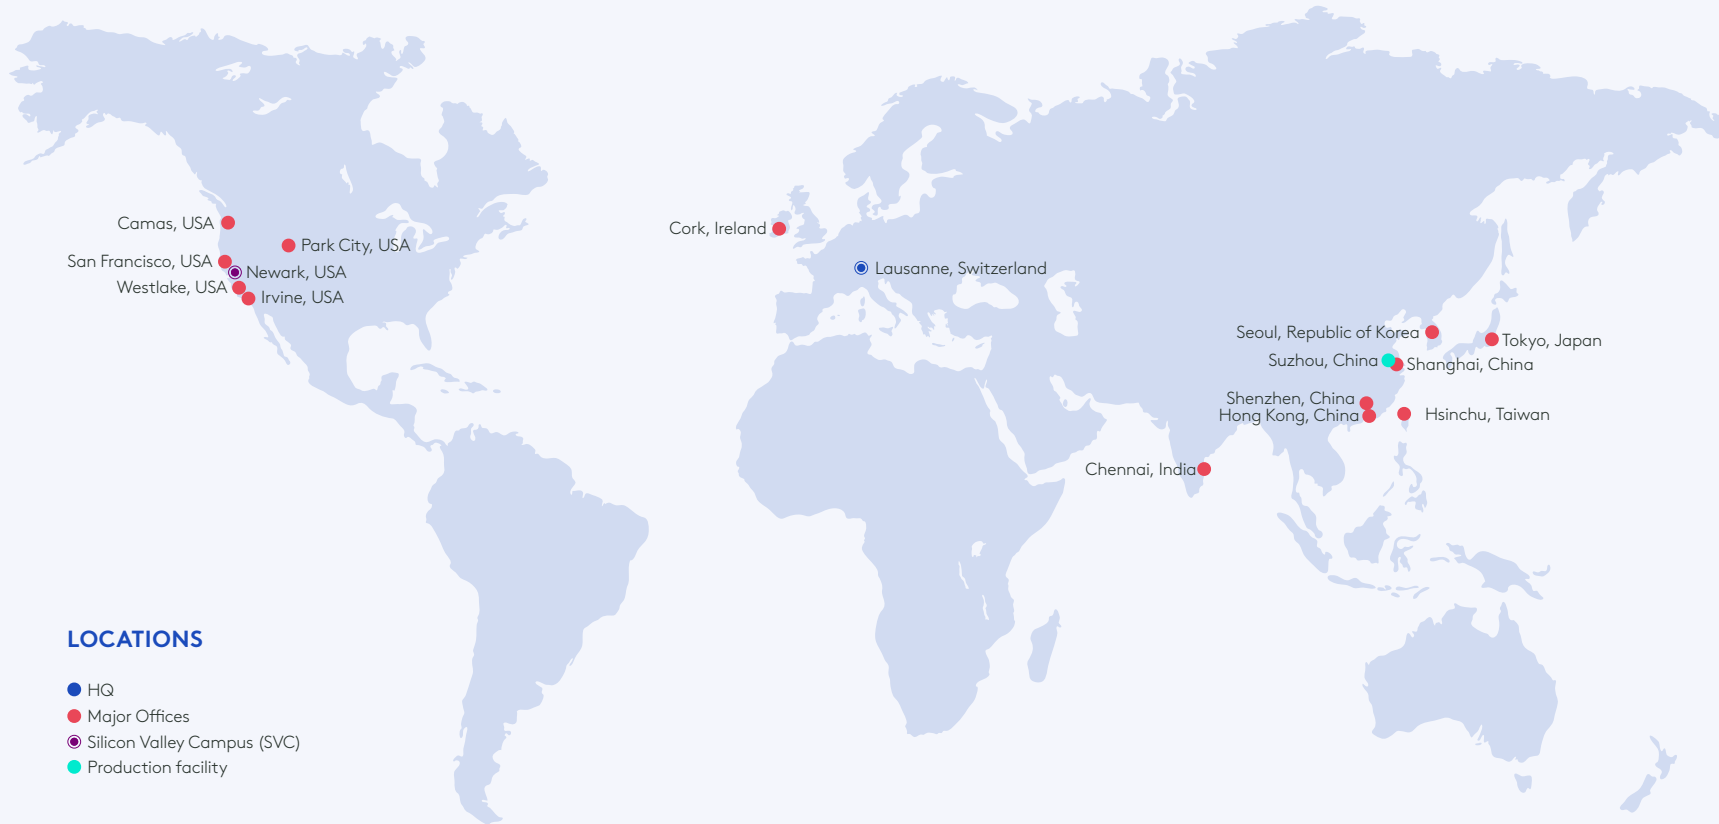 Camas, USA
Park City, USA
San Francisco, USA
Newark, USA
Westlake, USA
Irvine, USA
Cork, Ireland
Lausanne, Switzerland
Seoul, Republic of Korea
Tokyo, Japan
Suzhou, China
Shanghai, China
Shenzhen, China
Hong Kong, China
Hsinchu, Taiwan
Chennai, India
LOCATIONS
HQ
Major Offices
Silicon Valley Campus (SVC)
Production facility